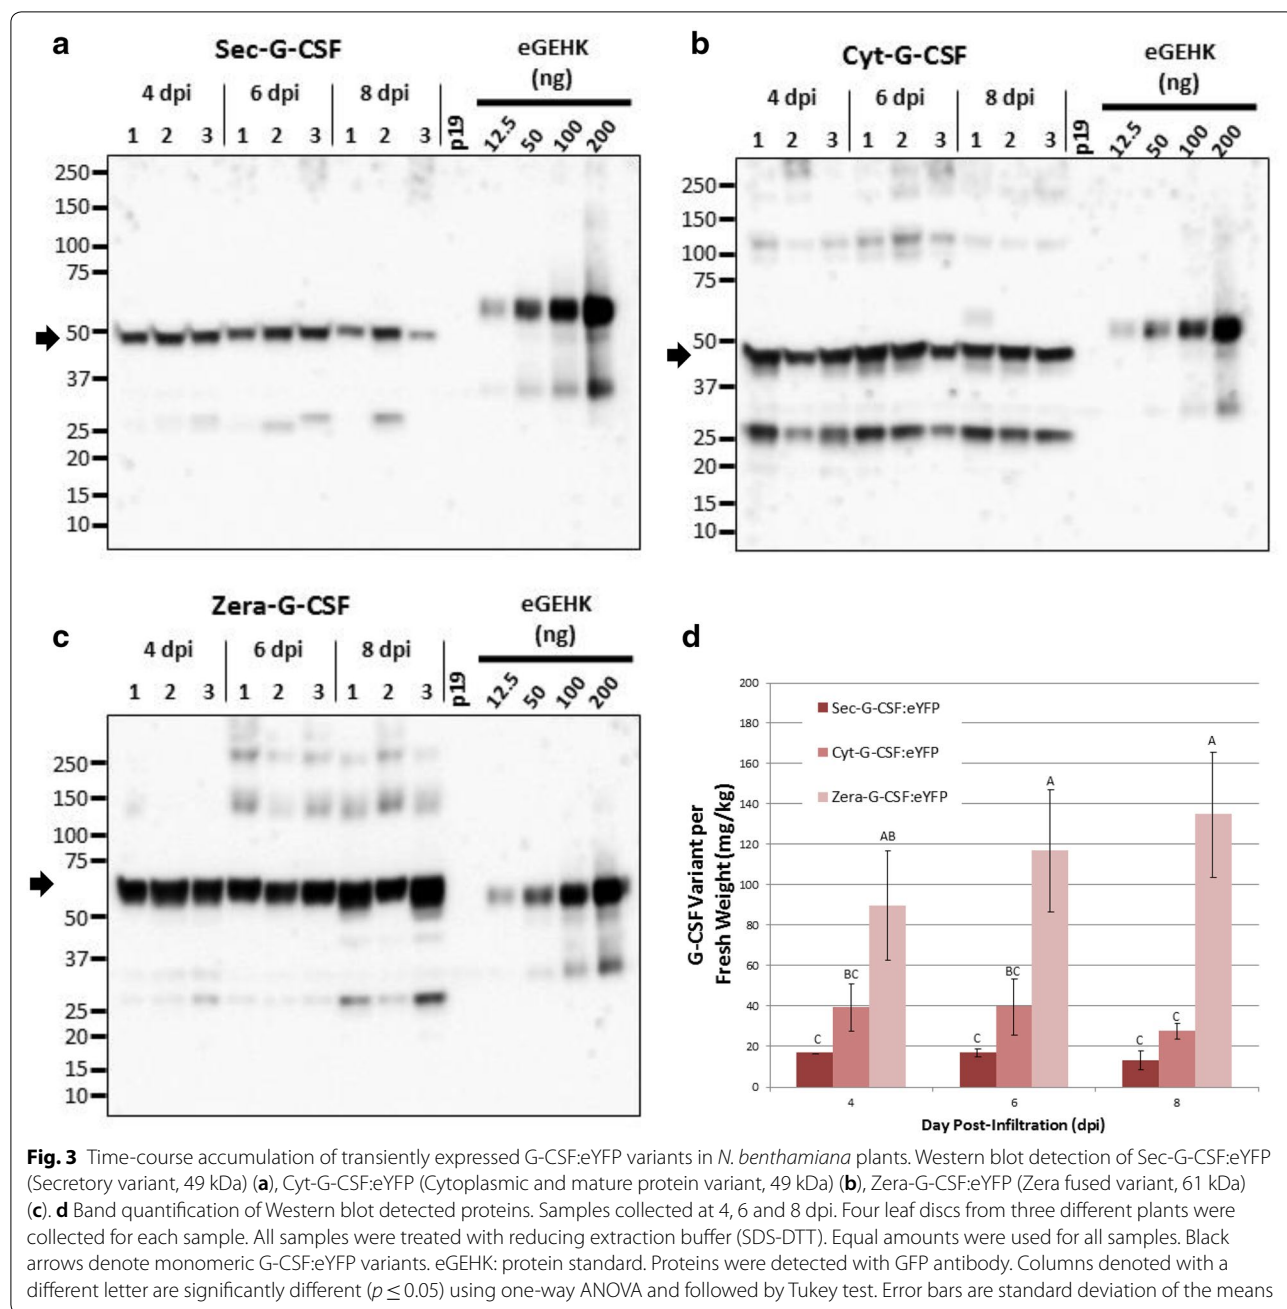 a
Sec-G-CSF
eGEHK
(ng)
4 dpi 6 dpi 8 dpi
1 2 3 1 2 3 1 2 3 p19 12.5 50 100 200
250
150
100
75
50
37
25
20
15
10
b
Cyt-G-CSF
eGEHK
(ng)
4 dpi 6 dpi 8 dpi
1 2 3 1 2 3 1 2 3 p19 12.5 50 100 200
250
150
100
75
50
37
25
20
15
10
c
Zera-G-CSF
eGEHK
(ng)
4 dpi 6 dpi 8 dpi
1 2 3 1 2 3 1 2 3 p19 12.5 50 100 200
250
150
100
75
50
37
25
20
15
10
d
G-CSF Variant per
Fresh Weight (mg/kg)
200
180
160
140
120
100
80
60
40
20
0
Sec-G-CSF:eYFP
Cyt-G-CSF:eYFP
Zera-G-CSF:eYFP
C BC AB C BC A C C A
4 6 8
Day Post-Infiltration (dpi)
Fig. 3 Time-course accumulation of transiently expressed G-CSF:eYFP variants in N. benthamiana plants. Western blot detection of Sec-G-CSF:eYFP
(Secretory variant, 49 kDa) (a), Cyt-G-CSF:eYFP (Cytoplasmic and mature protein variant, 49 kDa) (b), Zera-G-CSF:eYFP (Zera fused variant, 61 kDa)
(c). d Band quantification of Western blot detected proteins. Samples collected at 4, 6 and 8 dpi. Four leaf discs from three different plants were
collected for each sample. All samples were treated with reducing extraction buffer (SDS-DTT). Equal amounts were used for all samples. Black
arrows denote monomeric G-CSF:eYFP variants. eGEHK: protein standard. Proteins were detected with GFP antibody. Columns denoted with a
different letter are significantly different (p ≤ 0.05) using one-way ANOVA and followed by Tukey test. Error bars are standard deviation of the means